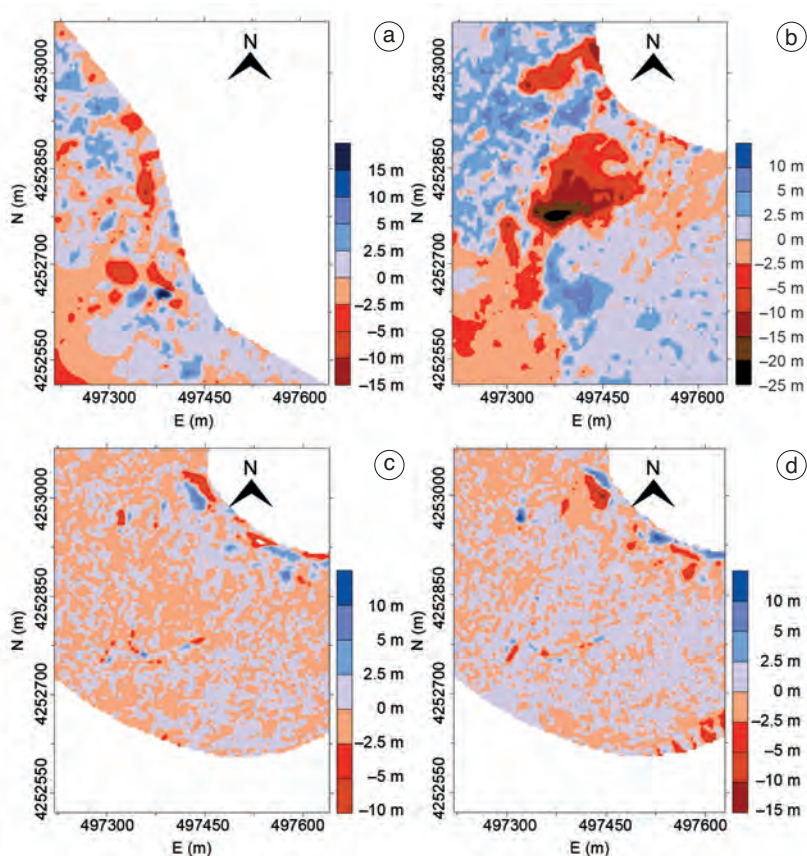 N
a
4253000
4252850
4252700
4252550
N (m)
497300
497450
497600
E (m)
15 m
10 m
5 m
2.5 m
0 m
−2.5 m
−5 m
−10 m
−15 m
N
b
4253000
4252850
4252700
4252550
N (m)
497300
497450
497600
E (m)
10 m
5 m
2.5 m
0 m
−2.5 m
−5 m
−10 m
−15 m
−20 m
−25 m
N
c
4253000
4252850
4252700
4252550
N (m)
497300
497450
497600
E (m)
10 m
5 m
2.5 m
0 m
−2.5 m
−5 m
−10 m
N
d
4253000
4252850
4252700
4252550
N (m)
497300
497450
497600
E (m)
10 m
5 m
2.5 m
0 m
−2.5 m
−5 m
−10 m
−15 m